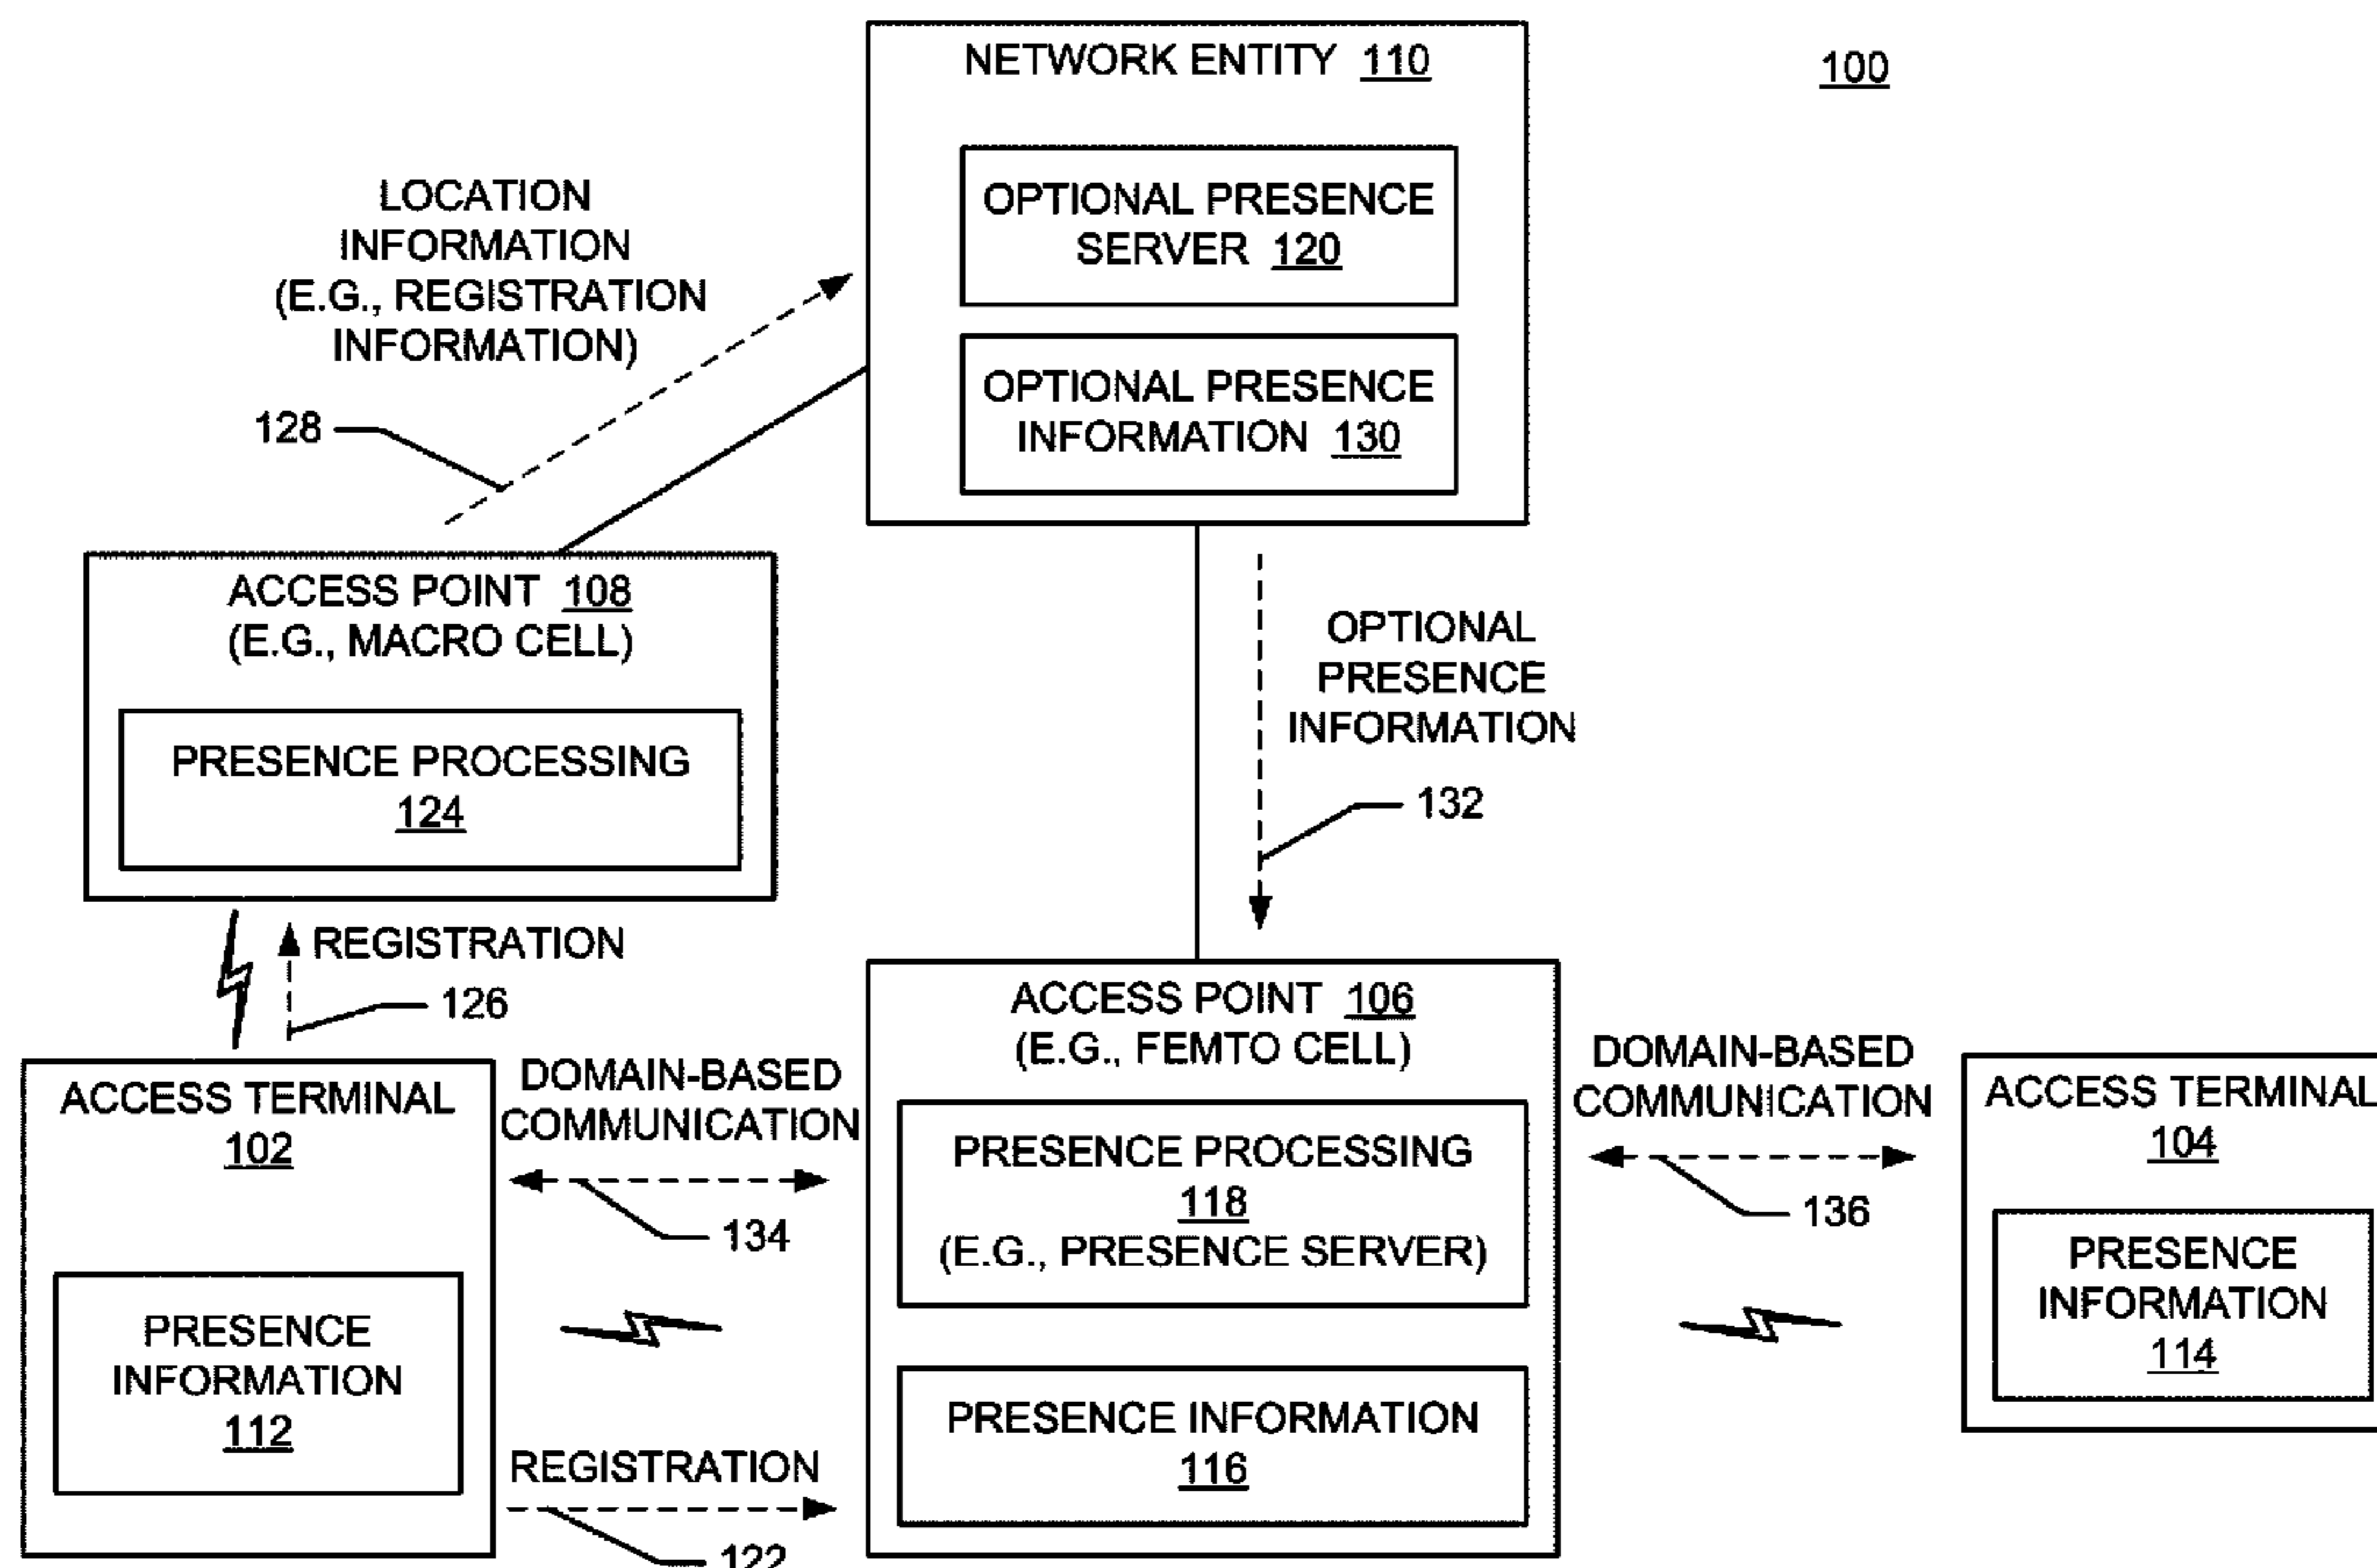 NETWORK ENTITY 110
100
OPTIONAL PRESENCE
SERVER 120
OPTIONAL PRESENCE
INFORMATION 130
LOCATION
INFORMATION
(E.G., REGISTRATION
INFORMATION)
128
ACCESS POINT 108
(E.G., MACRO CELL)
PRESENCE PROCESSING
124
OPTIONAL
PRESENCE
INFORMATION
132
REGISTRATION
126
ACCESS TERMINAL
102
PRESENCE
INFORMATION
112
DOMAIN-BASED
COMMUNICATION
134
REGISTRATION
122
ACCESS POINT 106
(E.G., FEMTO CELL)
PRESENCE PROCESSING
118
(E.G., PRESENCE SERVER)
PRESENCE INFORMATION
116
DOMAIN-BASED
COMMUNICATION
136
ACCESS TERMINAL
104
PRESENCE
INFORMATION
114